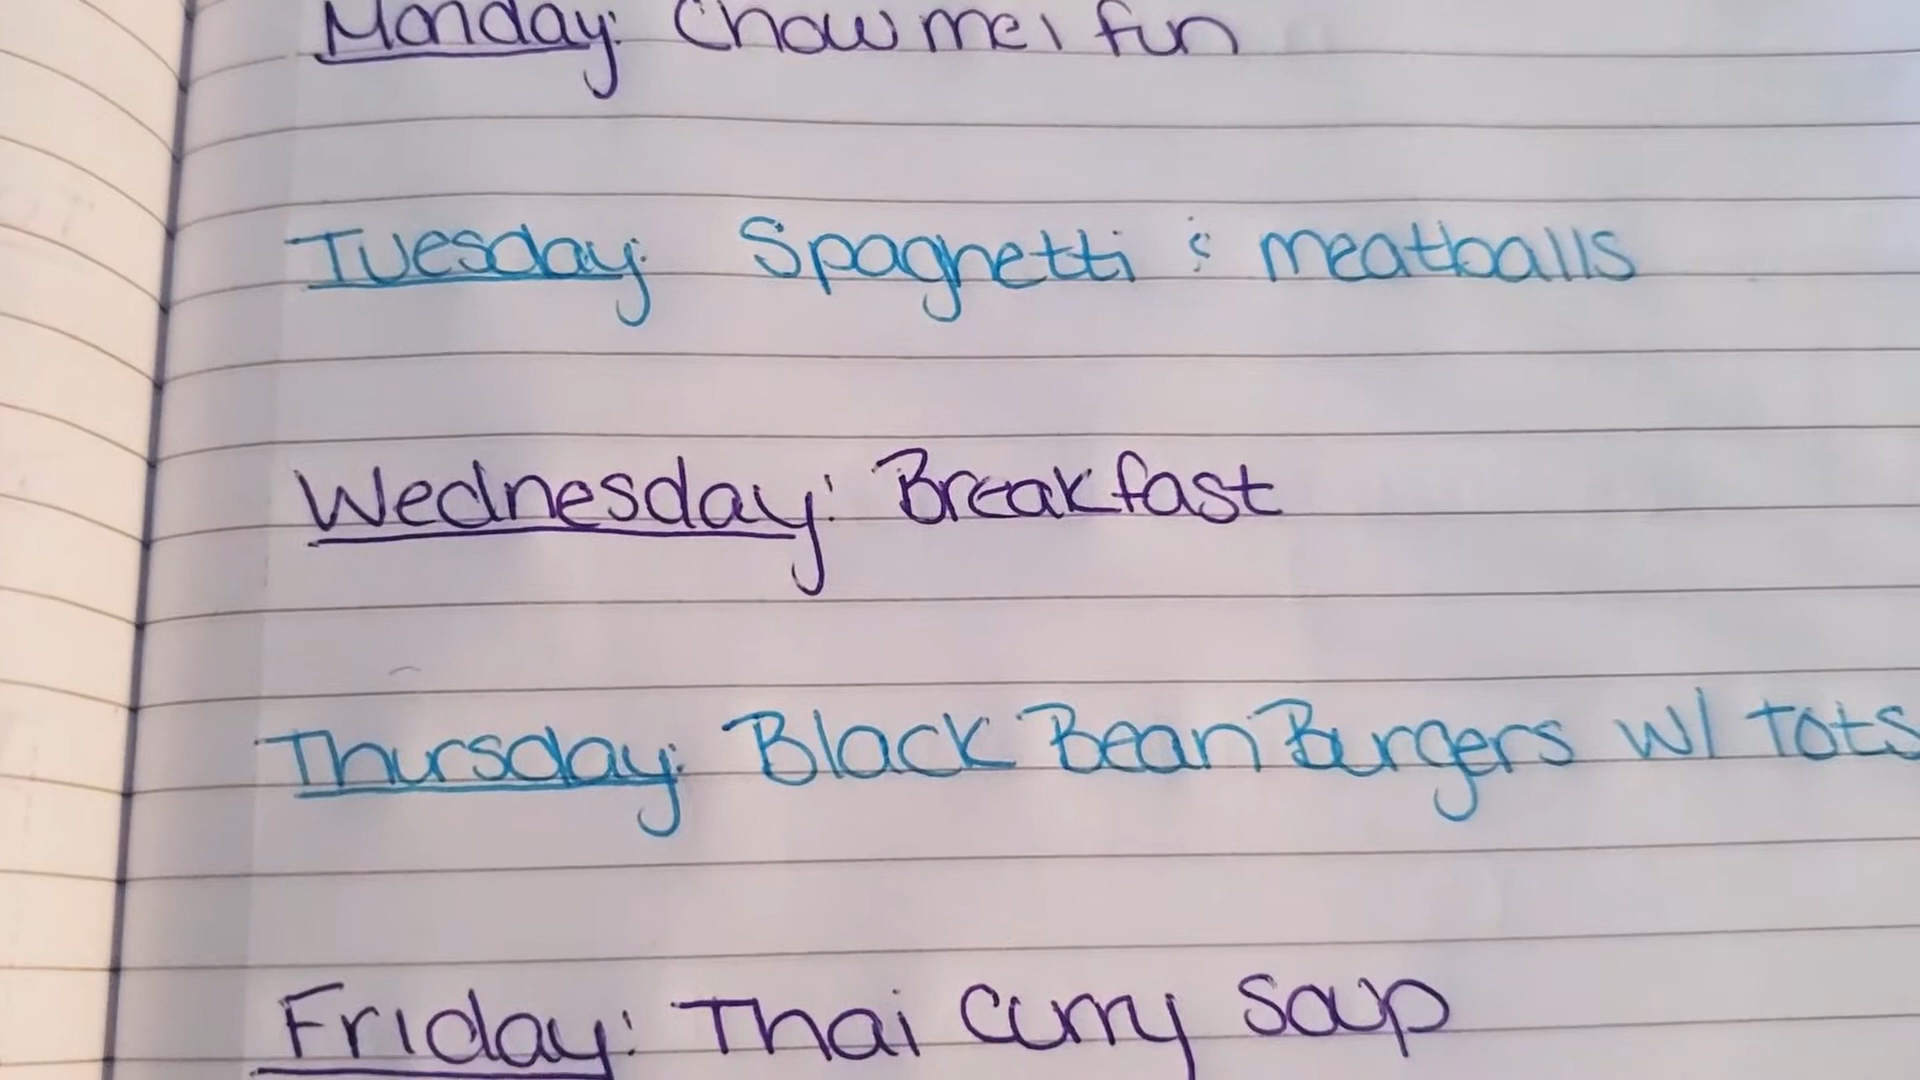 Monday: Chow mei fun
Tuesday: Spaghetti & meatballs
Wednesday: Breakfast
Thursday: Black Bean Burgers w/ tots
Friday: Thai Curry Soup